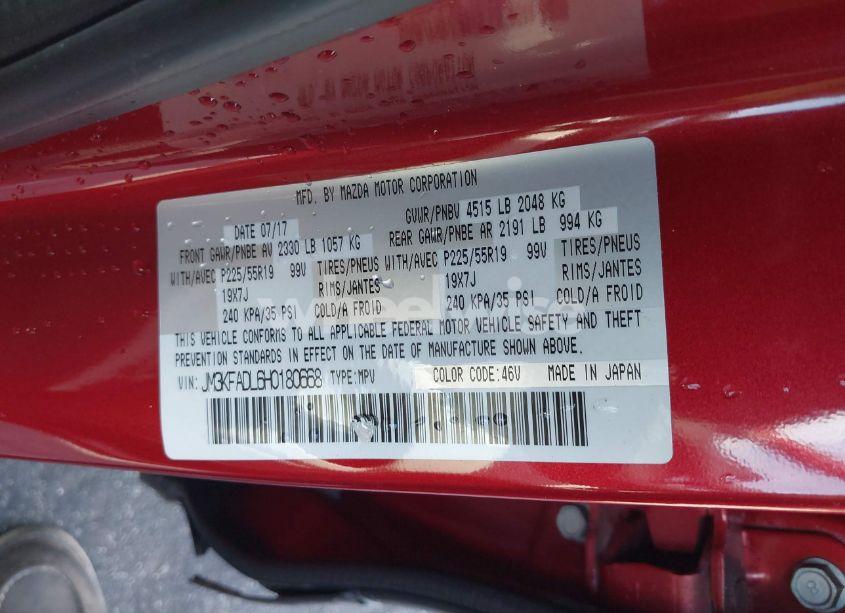 MFD. BY MAZDA MOTOR CORPORATION
DATE 07/17 GVWR/PNBV 4515 LB 2048 KG
FRONT GAWR/PNBE AV 2330 LB 1057 KG REAR GAWR/PNBE AR 2191 LB 994 KG
WITH/AVEC P225/55R19 99V TIRES/PNEUS WITH/AVEC P225/55R19 99V TIRES/PNEUS
19X7J RIMS/JANTES 19X7J RIMS/JANTES
240 KPA/35 PSI COLD/A FROID 240 KPA/35 PSI COLD/A FROID
THIS VEHICLE CONFORMS TO ALL APPLICABLE FEDERAL MOTOR VEHICLE SAFETY AND THEFT
PREVENTION STANDARDS IN EFFECT ON THE DATE OF MANUFACTURE SHOWN ABOVE.
VIN: JM3KFADL6H0180668 TYPE:MPV COLOR CODE:46V MADE IN JAPAN